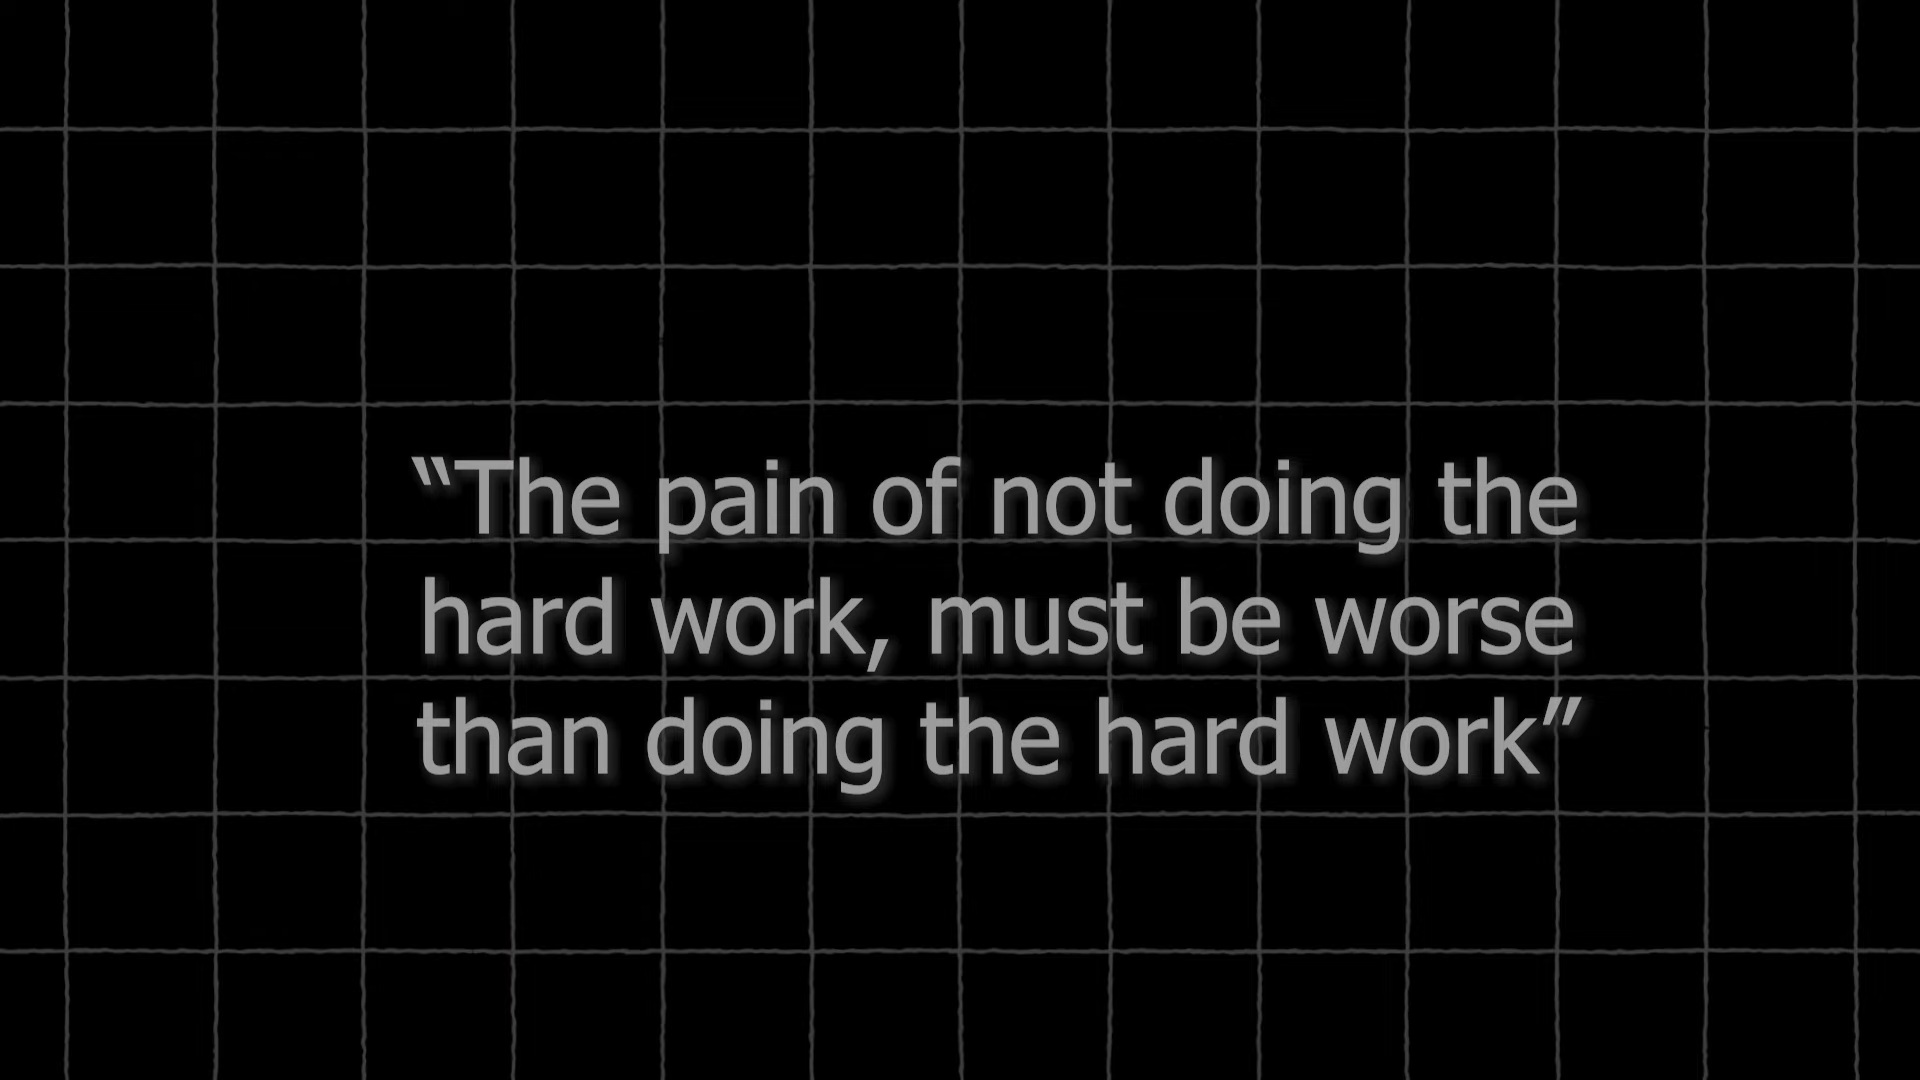 “The pain of not doing the
hard work, must be worse
than doing the hard work”